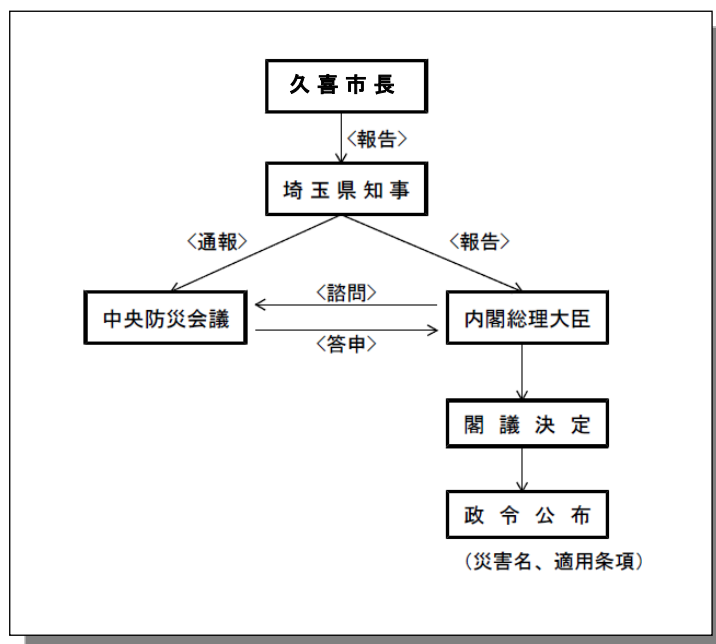 久喜市長
〈報告〉
埼玉県知事
〈通報〉
〈報告〉
中央防災会議
〈諮問〉
〈答申〉
内閣総理大臣
閣議決定
政令公布
（災害名、適用条項）